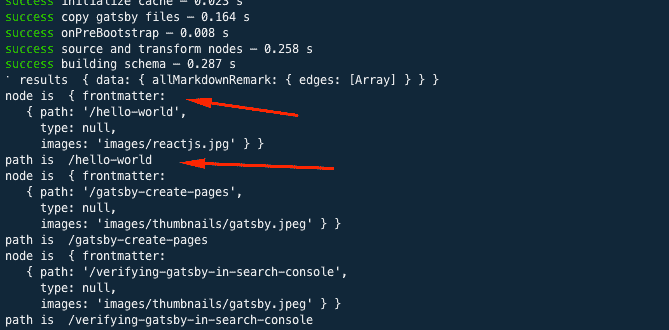 success initialize cache — 0.023 s
success copy gatsby files — 0.164 s
success onPreBootstrap — 0.008 s
success source and transform nodes — 0.258 s
success building schema — 0.287 s
` results  { data: { allMarkdownRemark: { edges: [Array] } } }
node is  { frontmatter:
   { path: '/hello-world',
     type: null,
     images: 'images/reactjs.jpg' } }
path is  /hello-world
node is  { frontmatter:
   { path: '/gatsby-create-pages',
     type: null,
     images: 'images/thumbnails/gatsby.jpeg' } }
path is  /gatsby-create-pages
node is  { frontmatter:
   { path: '/verifying-gatsby-in-search-console',
     type: null,
     images: 'images/thumbnails/gatsby.jpeg' } }
path is  /verifying-gatsby-in-search-console